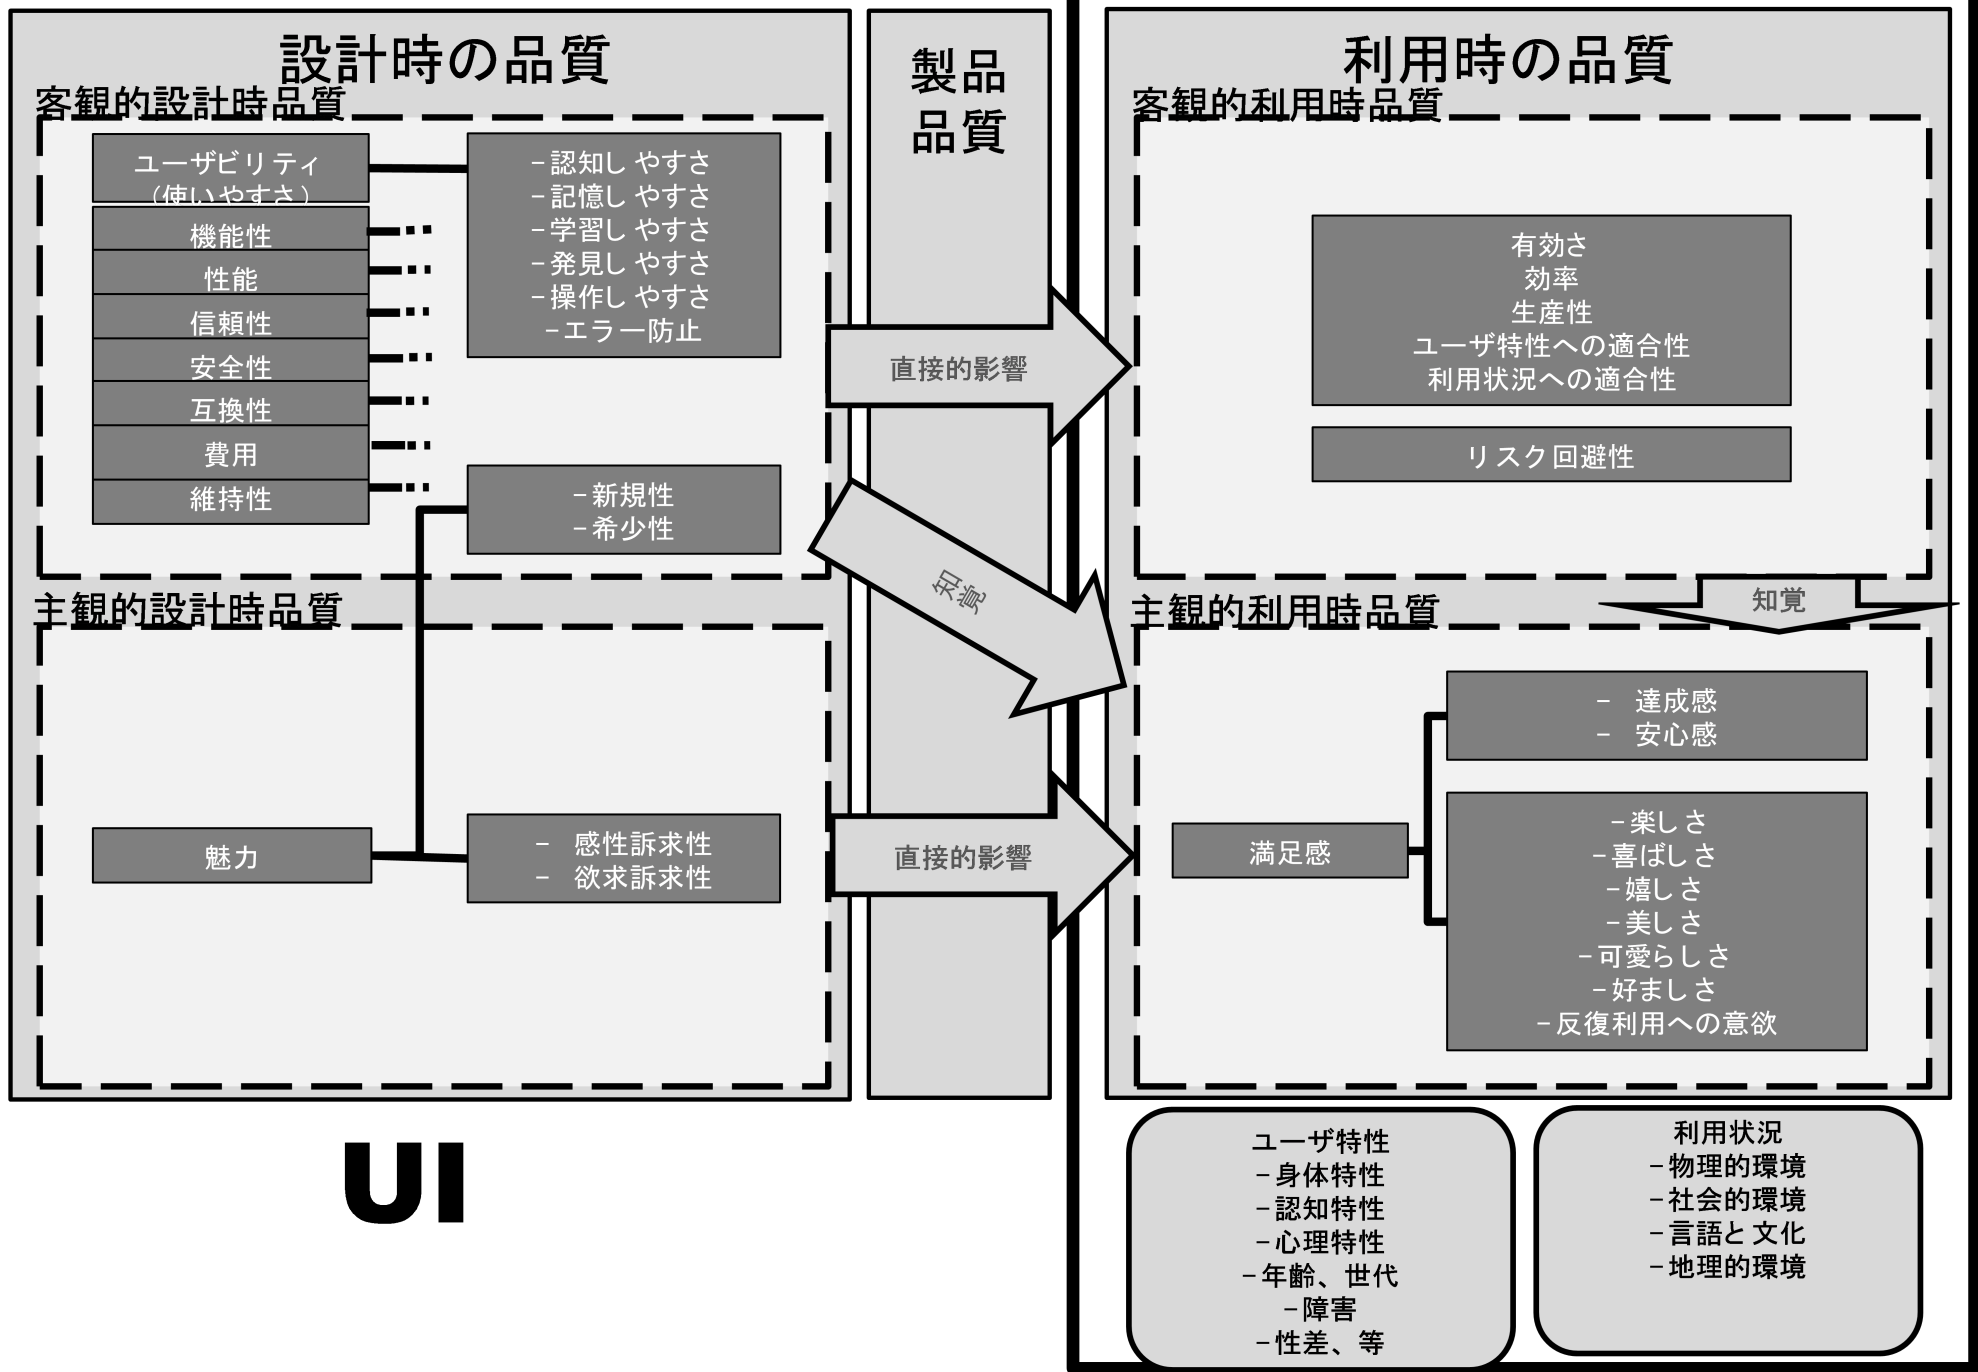 設計時の品質
客観的設計時品質
ユーザビリティ
（使いやすさ）
機能性
性能
信頼性
安全性
互換性
費用
維持性
－認知しやすさ
－記憶しやすさ
－学習しやすさ
－発見しやすさ
－操作しやすさ
－エラー防止
－新規性
－希少性
主観的設計時品質
魅力
－　感性訴求性
－　欲求訴求性
製品
品質
直接的影響
知覚
直接的影響
利用時の品質
客観的利用時品質
有効さ
効率
生産性
ユーザ特性への適合性
利用状況への適合性
リスク回避性
知覚
主観的利用時品質
満足感
－　達成感
－　安心感
－楽しさ
－喜ばしさ
－嬉しさ
－美しさ
－可愛らしさ
－好ましさ
－反復利用への意欲
UI
ユーザ特性
－身体特性
－認知特性
－心理特性
－年齢、世代
－障害
－性差、等
利用状況
－物理的環境
－社会的環境
－言語と文化
－地理的環境